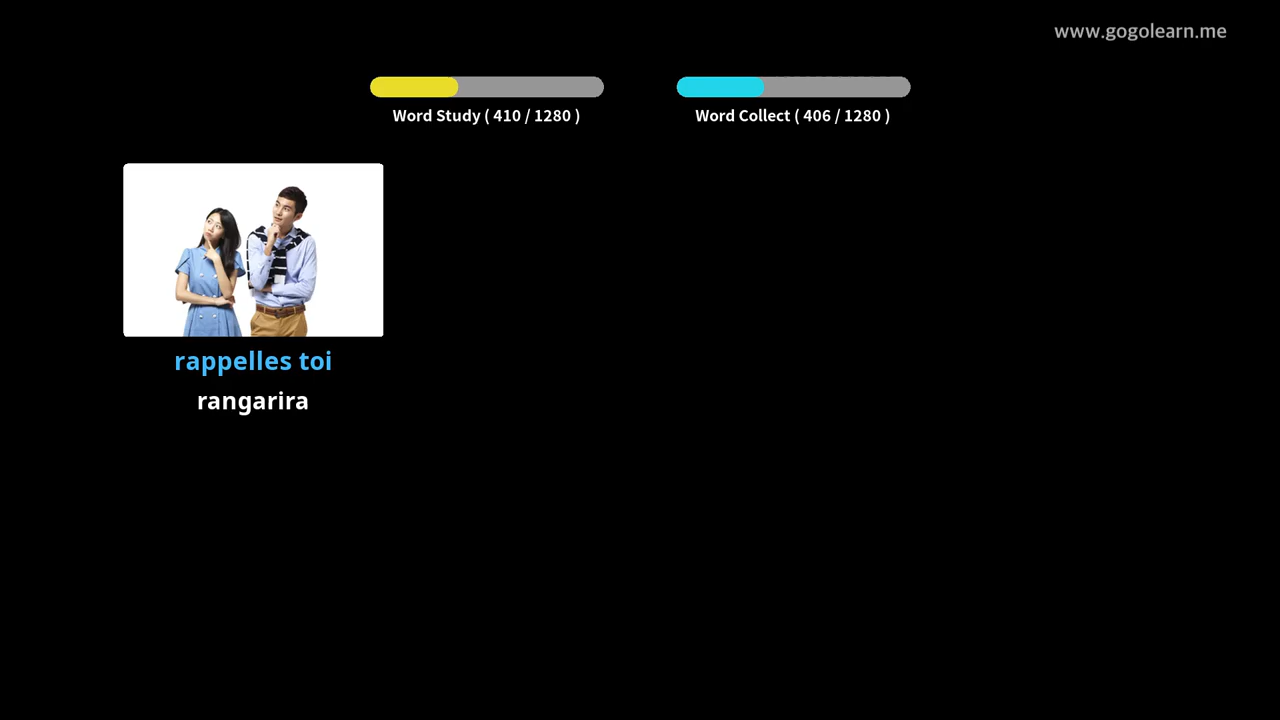 www.gogolearn.me
Word Study ( 410 / 1280 )
Word Collect ( 406 / 1280 )
rappelles toi
rangarira